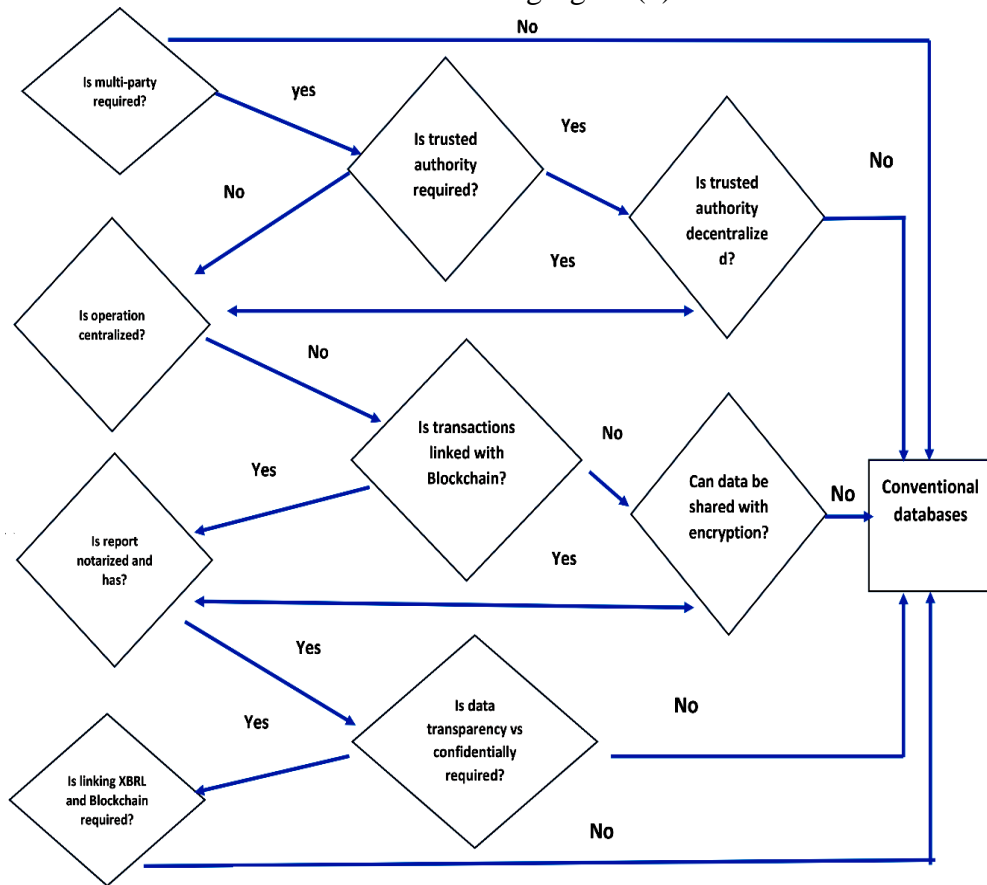 No
Is multi-party
required?
yes
Is trusted
authority
required?
Yes
Is trusted
authority
decentralize
d?
No
No
Yes
Is operation
centralized?
No
Is transactions
linked with
Blockchain?
No
Can data be
shared with
encryption?
No
Conventional
databases
Yes
Is report
notarized and
has?
Yes
Yes
Is data
transparency vs
confidentially
required?
No
Yes
Is linking XBRL
and Blockchain
required?
No